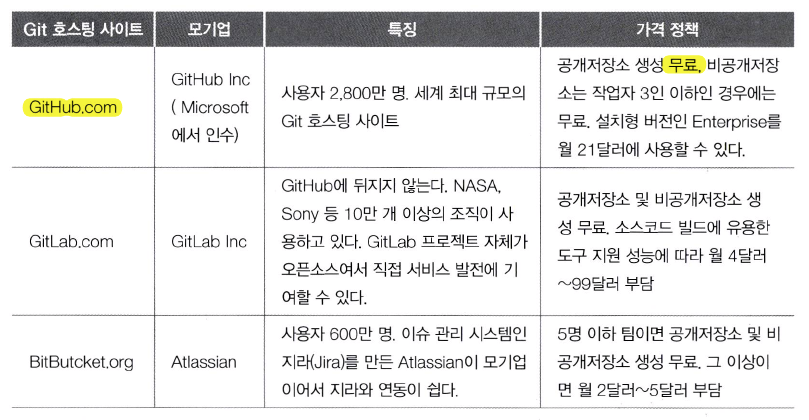 Git 호스팅 사이트
모기업
특징
가격 정책
GitHub.com
GitHub Inc
( Microsoft
에서 인수)
사용자 2,800만 명. 세계 최대 규모의
Git 호스팅 사이트
공개저장소 생성 무료, 비공개저장
소는 작업자 3인 이하인 경우에는
무료. 설치형 버전인 Enterprise를
월 21달러에 사용할 수 있다.
GitLab.com
GitLab Inc
GitHub에 뒤지지 않는다. NASA,
Sony 등 10만 개 이상의 조직이 사
용하고 있다. GitLab 프로젝트 자체가
오픈소스여서 직접 서비스 발전에 기
여할 수 있다.
공개저장소 및 비공개저장소 생
성 무료. 소스코드 빌드에 유용한
도구 지원 성능에 따라 월 4달러
~99달러 부담
BitButcket.org
Atlassian
사용자 600만 명. 이슈 관리 시스템인
지라(Jira)를 만든 Atlassian이 모기업
이어서 지라와 연동이 쉽다.
5명 이하 팀이면 공개저장소 및 비
공개저장소 생성 무료. 그 이상이
면 월 2달러~5달러 부담